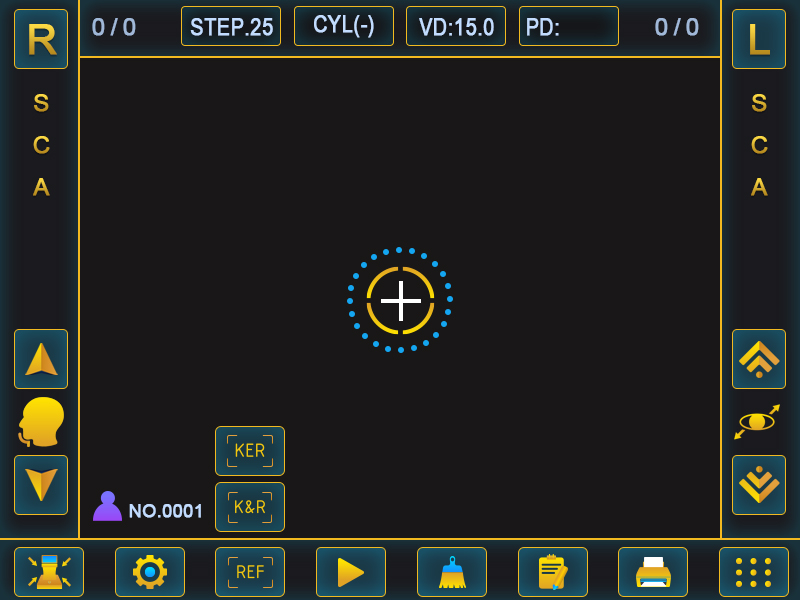 R 0/0 STEP.25 CYL(-) VD:15.0 PD: 0/0 L
S S
C C
A A
KER
NO.0001 K&R
REF